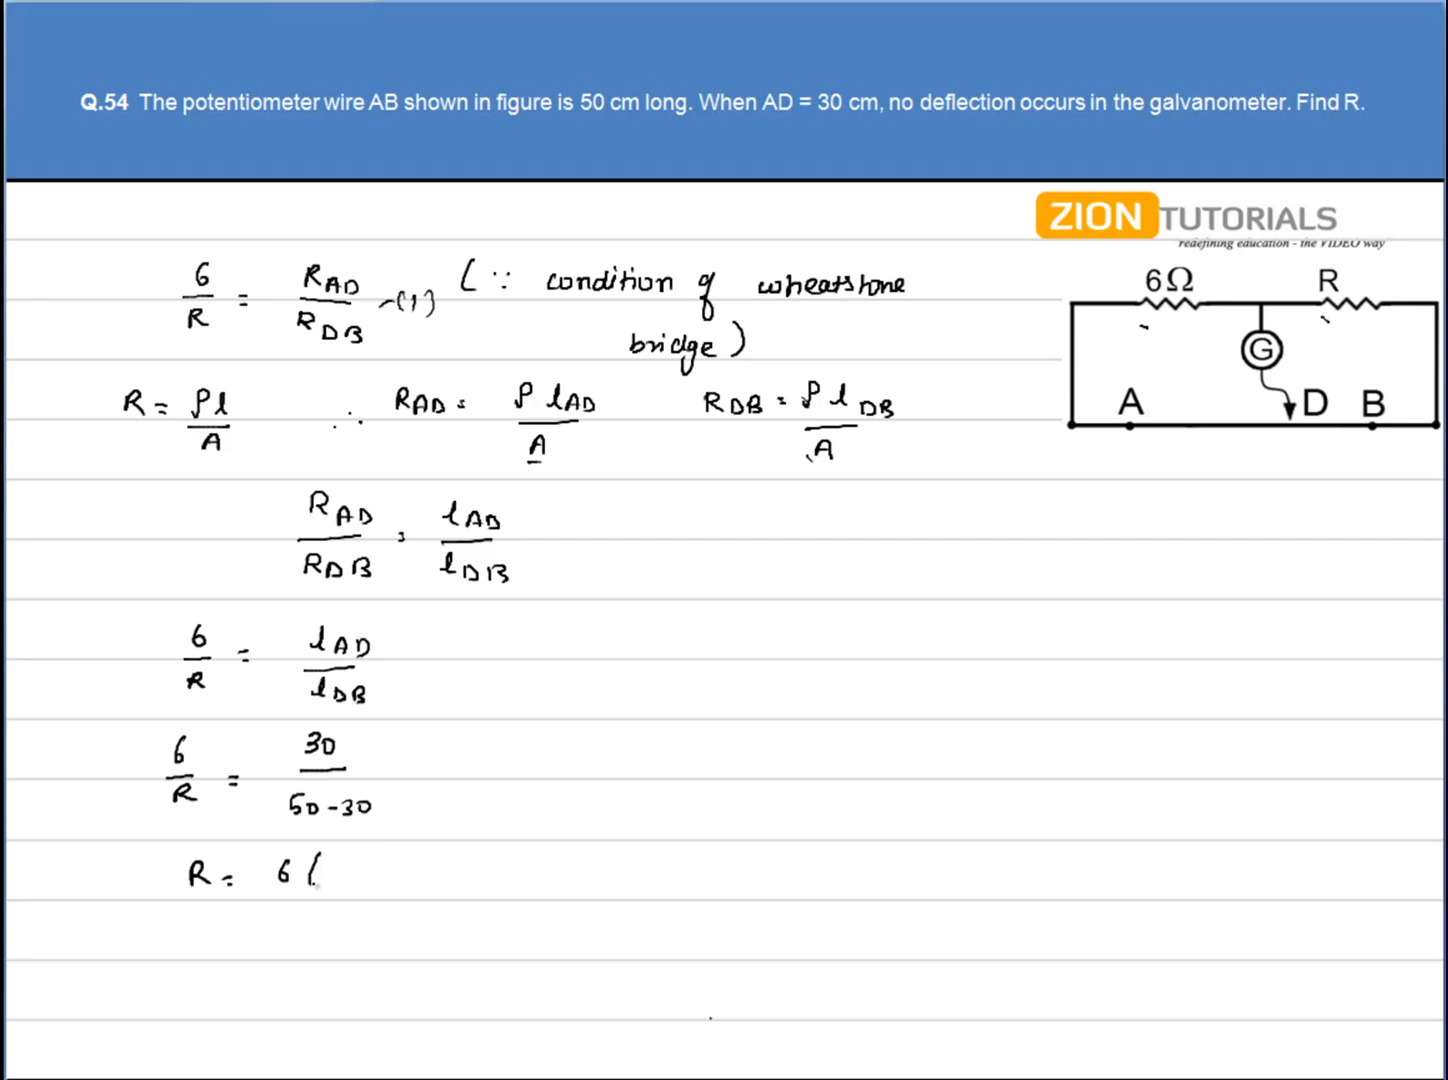 Q.54 The potentiometer wire AB shown in figure is 50 cm long. When AD = 30 cm, no deflection occurs in the galvanometer. Find R.
ZION TUTORIALS
redefining education - the VIDEO way
6/R = R_AD/R_DB -(1) (∵ condition of wheatstone
bridge)
6Ω R
G
A D B
R = ρl/A ∴ R_AD = ρ l_AD/A R_DB = ρ l_DB/A
R_AD/R_DB = l_AD/l_DB
6/R = l_AD/l_DB
6/R = 30/50-30
R = 6 (